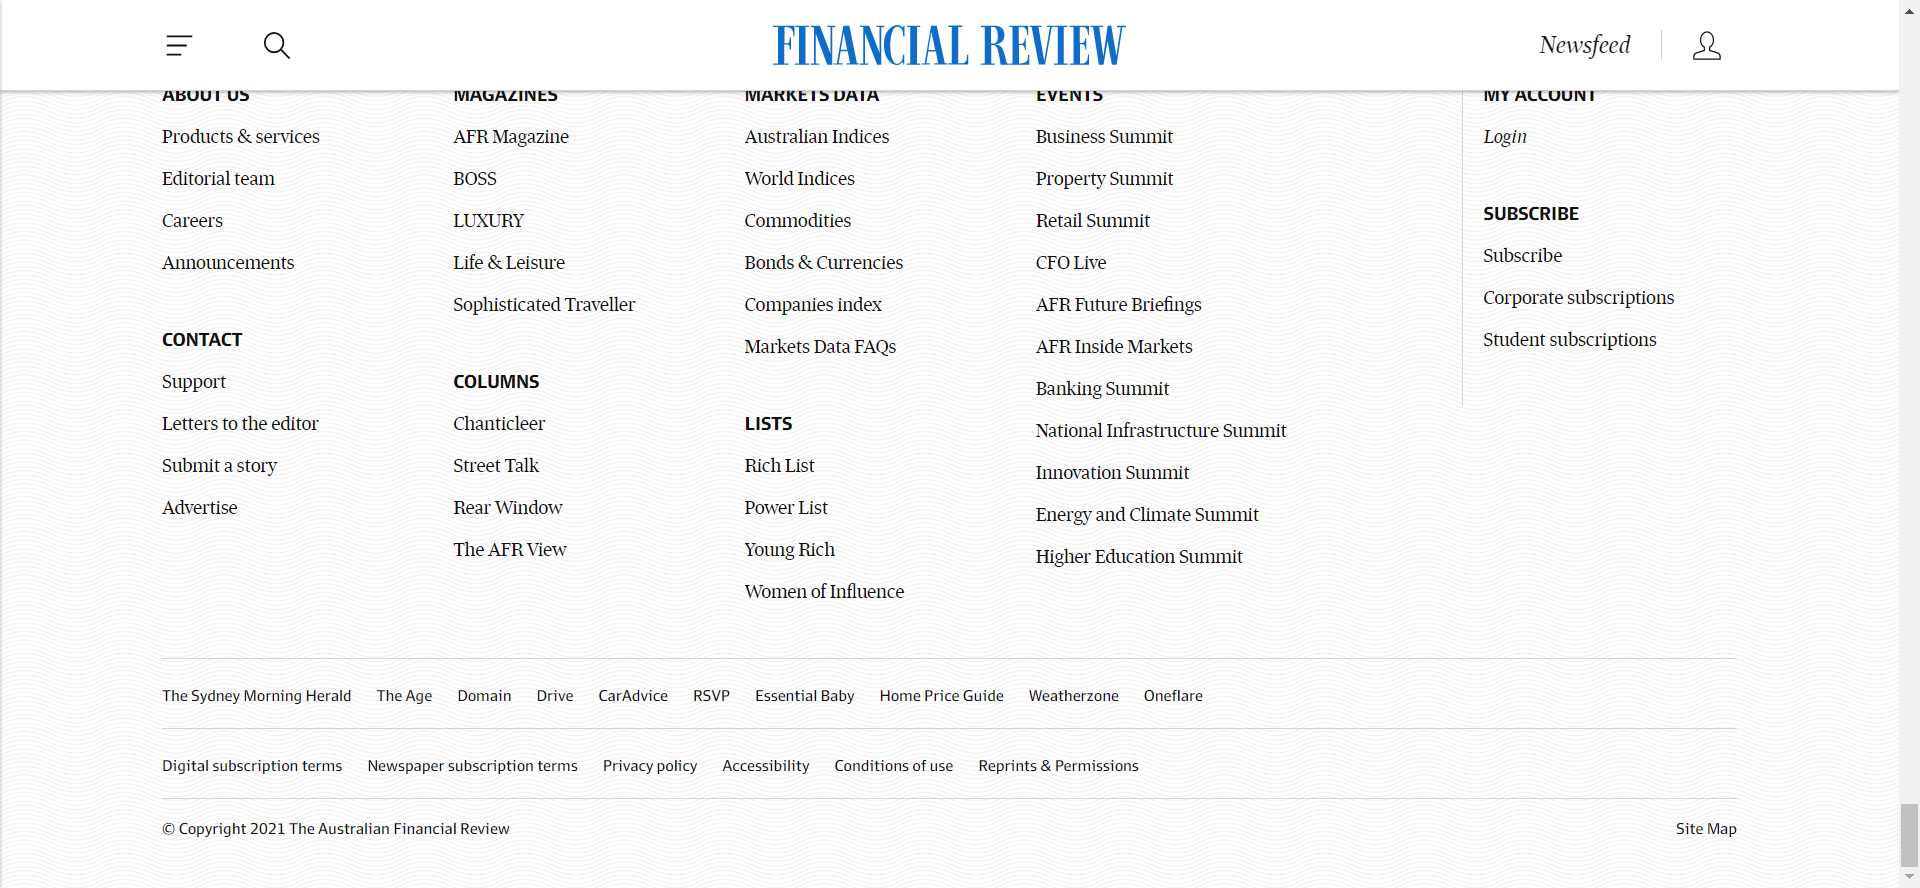 FINANCIAL REVIEW
Newsfeed
ABOUT US
Products & services
Editorial team
Careers
Announcements
CONTACT
Support
Letters to the editor
Submit a story
Advertise
MAGAZINES
AFR Magazine
BOSS
LUXURY
Life & Leisure
Sophisticated Traveller
COLUMNS
Chanticleer
Street Talk
Rear Window
The AFR View
MARKETS DATA
Australian Indices
World Indices
Commodities
Bonds & Currencies
Companies index
Markets Data FAQs
LISTS
Rich List
Power List
Young Rich
Women of Influence
EVENTS
Business Summit
Property Summit
Retail Summit
CFO Live
AFR Future Briefings
AFR Inside Markets
Banking Summit
National Infrastructure Summit
Innovation Summit
Energy and Climate Summit
Higher Education Summit
MY ACCOUNT
Login
SUBSCRIBE
Subscribe
Corporate subscriptions
Student subscriptions
The Sydney Morning Herald The Age Domain Drive CarAdvice RSVP Essential Baby Home Price Guide Weatherzone Oneflare
Digital subscription terms Newspaper subscription terms Privacy policy Accessibility Conditions of use Reprints & Permissions
© Copyright 2021 The Australian Financial Review
Site Map